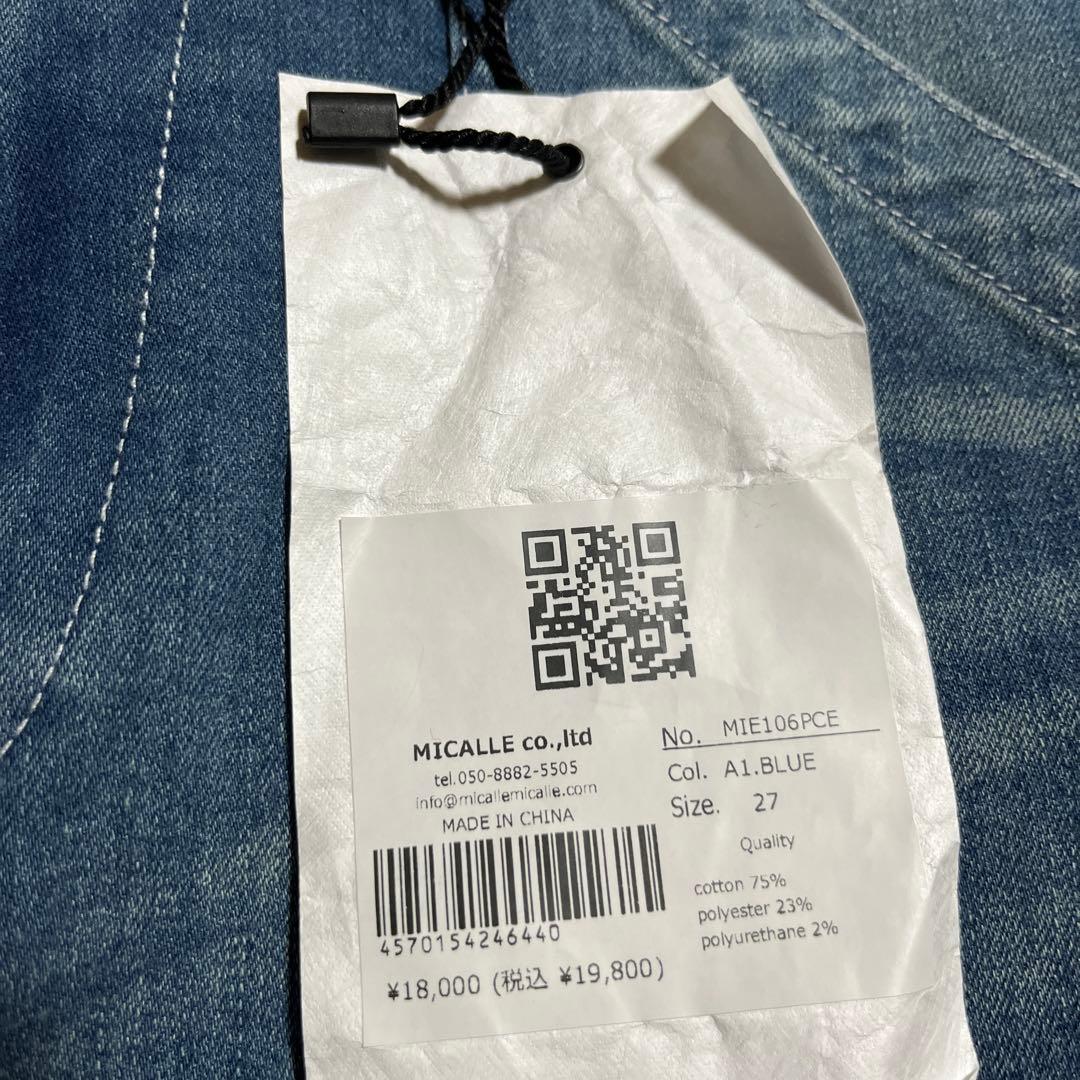 MICALLE co.,ltd
tel.050-8882-5505
info@micallemicalle.com
MADE IN CHINA
4570154246440
¥18,000 (税込 ¥19,800)
No. MIE106PCE
Col. A1.BLUE
Size. 27
Quality
cotton 75%
polyester 23%
polyurethane 2%